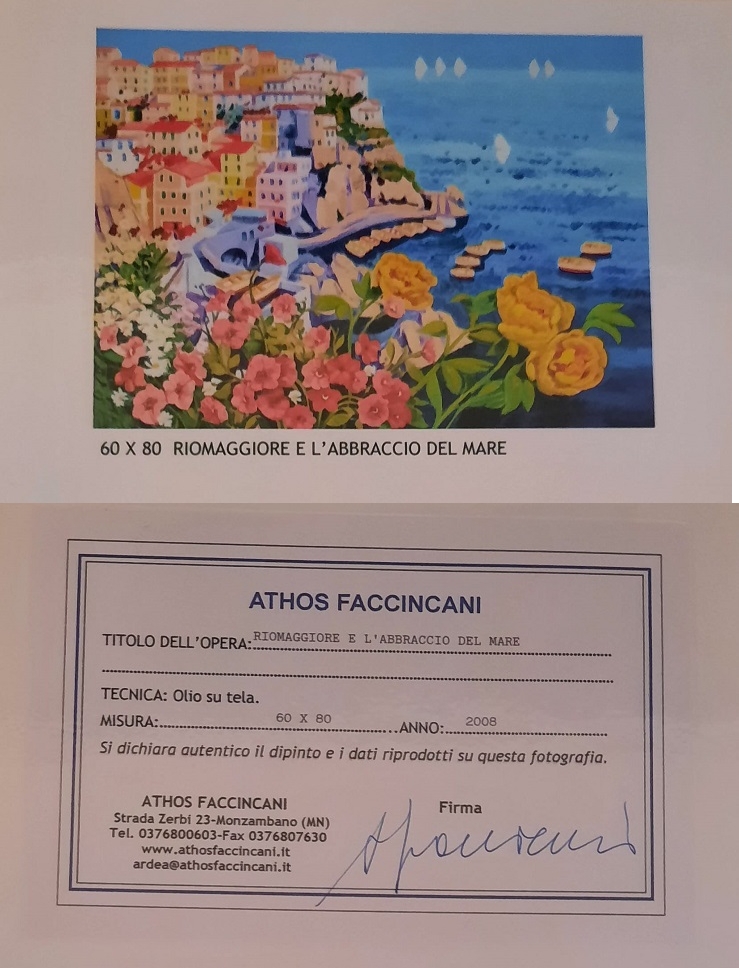 60 X 80 RIOMAGGIORE E L'ABBRACCIO DEL MARE
ATHOS FACCINCANI
TITOLO DELL'OPERA: RIOMAGGIORE E L'ABBRACCIO DEL MARE
TECNICA: Olio su tela.
MISURA: 60 X 80 ANNO: 2008
Si dichiara autentico il dipinto e i dati riprodotti su questa fotografia.
ATHOS FACCINCANI
Strada Zerbi 23-Monzambano (MN)
Tel. 0376800603-Fax 0376807630
www.athosfaccincani.it
ardea@athosfaccincani.it
Firma